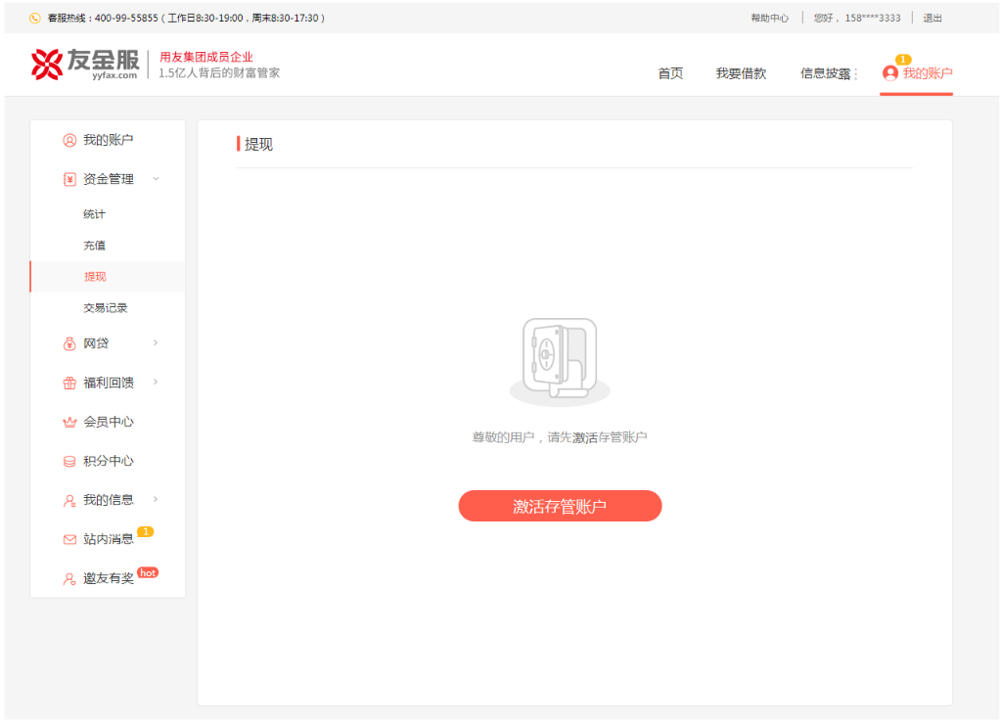 客服热线：400-99-55855（工作日8:30-19:00，周末8:30-17:30）
帮助中心 您好，158****3333 退出
友金服
yyfax.com
用友集团成员企业
1.5亿人背后的财富管家
首页 我要借款 信息披露 我的账户 1
我的账户
资金管理
统计
充值
提现
交易记录
网贷
福利回馈
会员中心
积分中心
我的信息
站内消息 1
邀友有奖 hot
提现
尊敬的用户，请先激活存管账户
激活存管账户